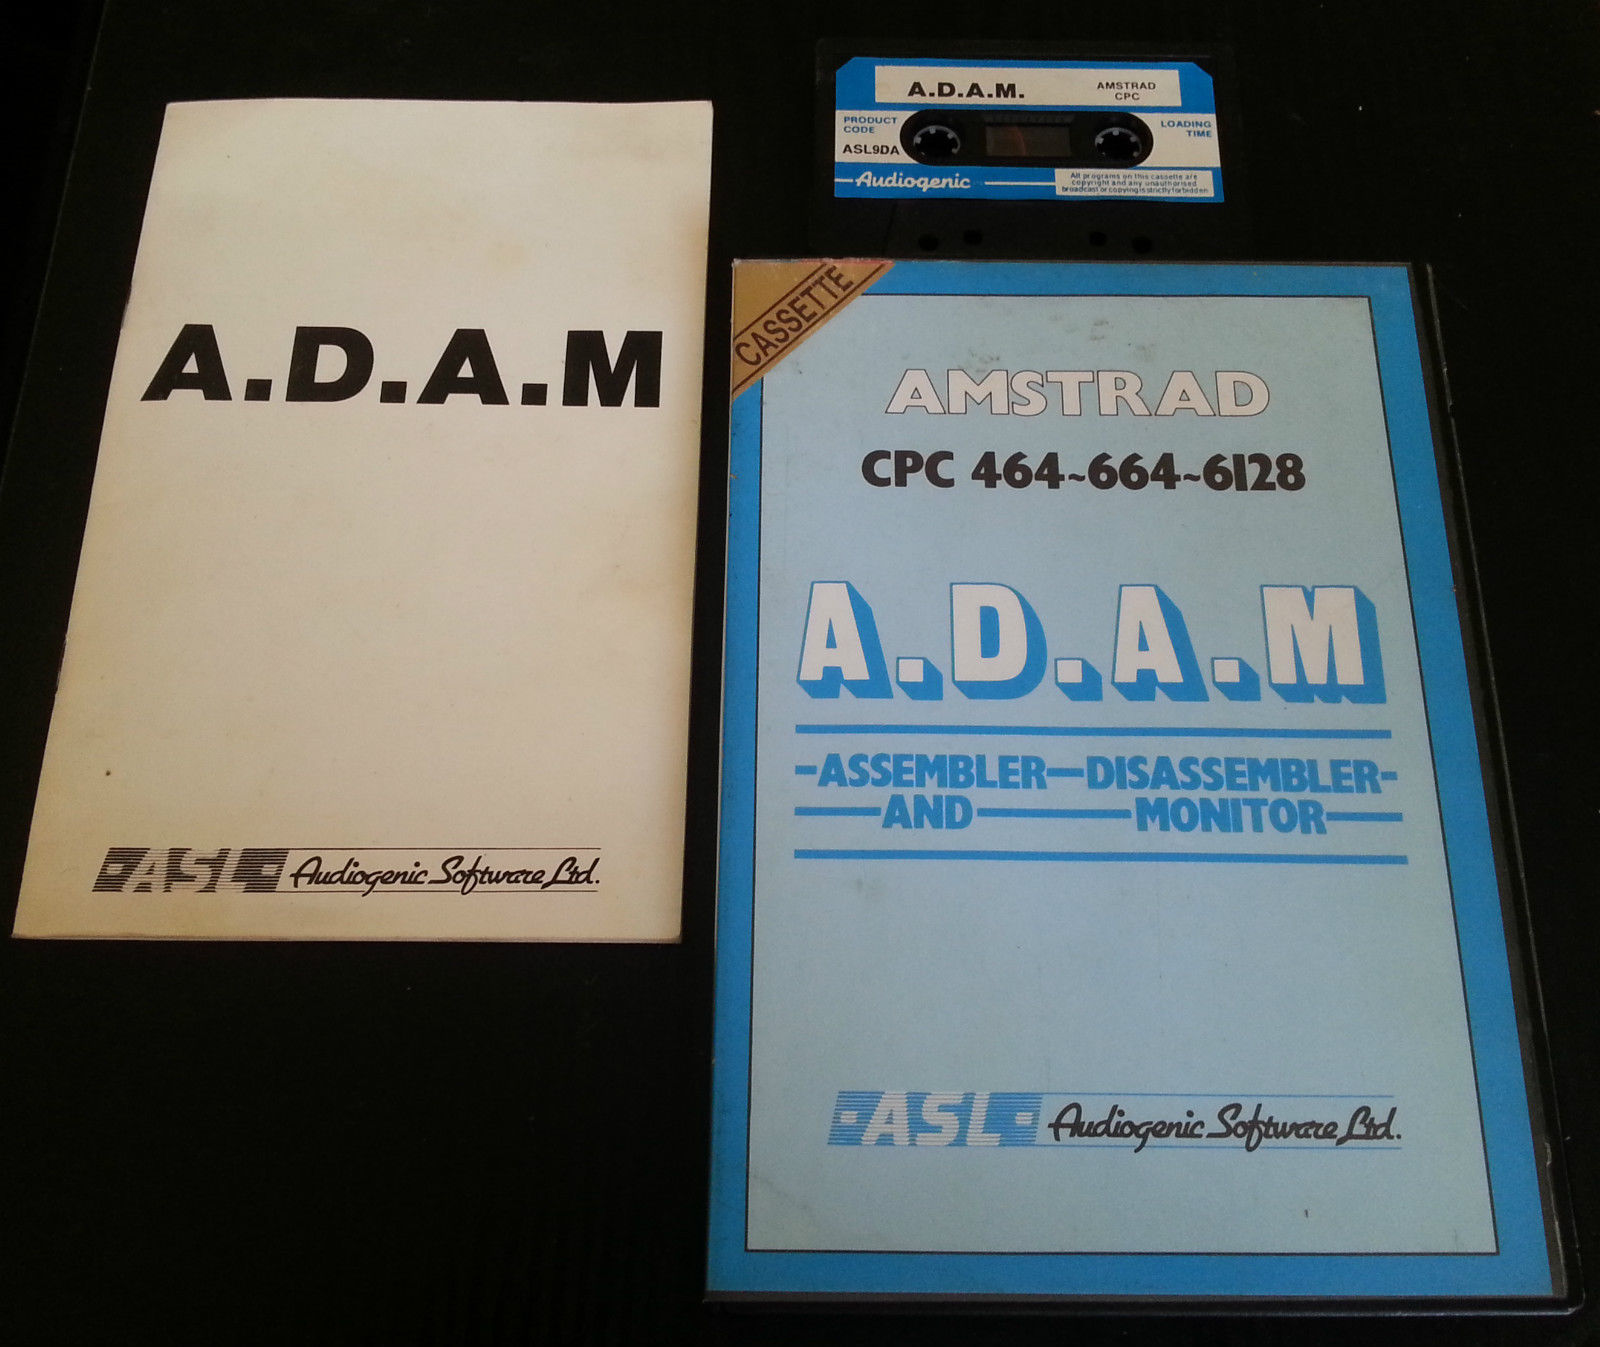 A.D.A.M
ASL
Audiogenic Software Ltd.
A.D.A.M.
AMSTRAD
CPC
PRODUCT
CODE
ASL9DA
LOADING
TIME
Audiogenic
All programs on this cassette are
copyright and any unauthorised
broadcast or copying is strictly forbidden
CASSETTE
AMSTRAD
CPC 464~664~6128
A.D.A.M
-ASSEMBLER-DISASSEMBLER-
-AND-MONITOR-
ASL
Audiogenic Software Ltd.